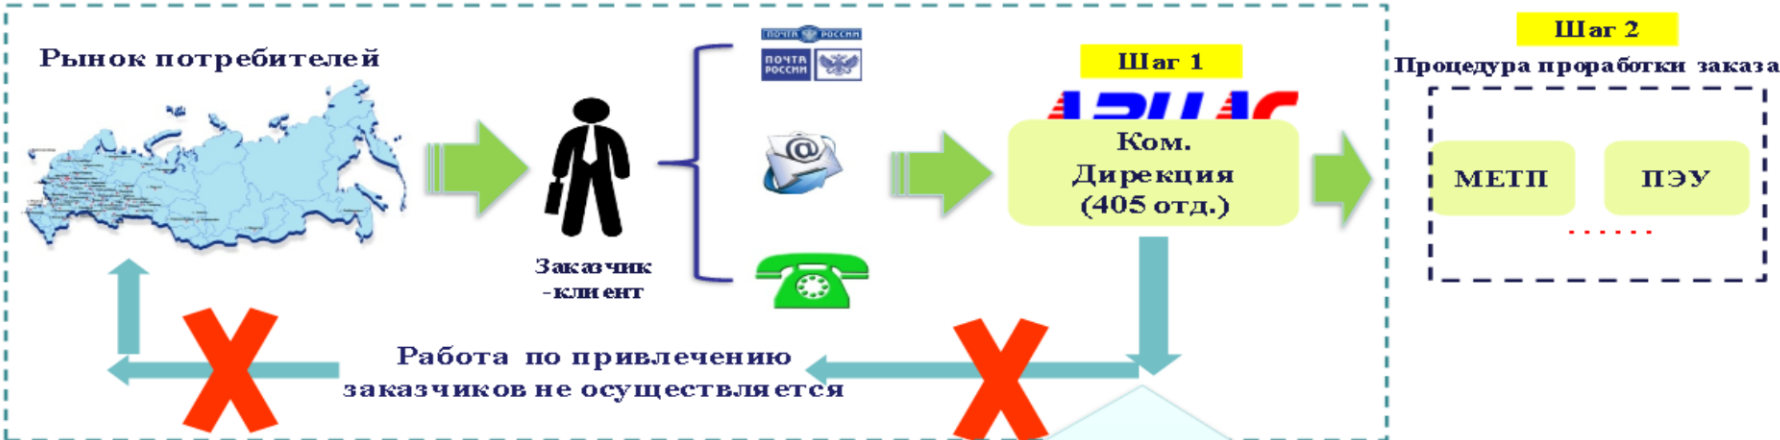 Рынок потребителей
ПОЧТА РОССИИ
ПОЧТА
РОССИИ
Шаг 1
Шаг 2
Процедура проработки заказа
Ком.
Дирекция
(405 отд.)
МЕТП
ПЭУ
Заказчик
-клиент
Работа по привлечению
заказчиков не осуществляется